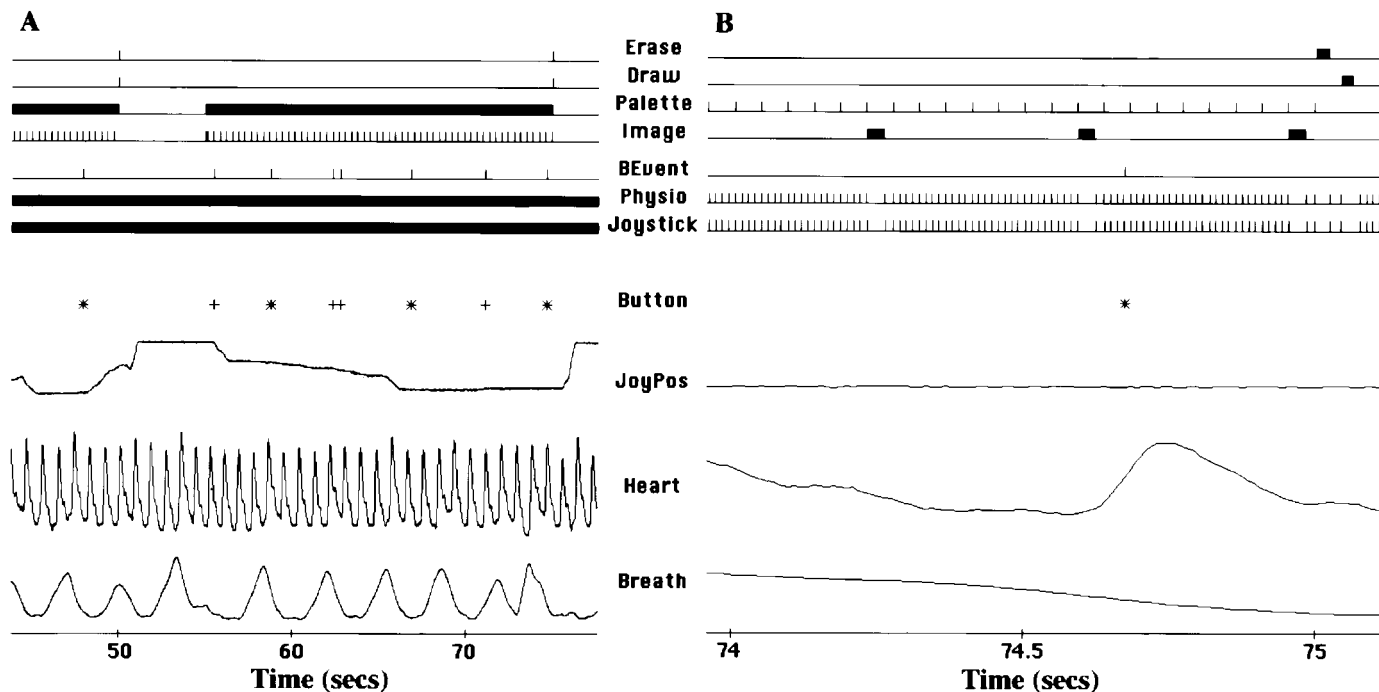 A
B
Erase
Draw
Palette
Image
BEvent
Physio
Joystick
Button
* + * ++ * + *
*
JoyPos
Heart
Breath
50 60 70
74 74.5 75
Time (secs)
Time (secs)